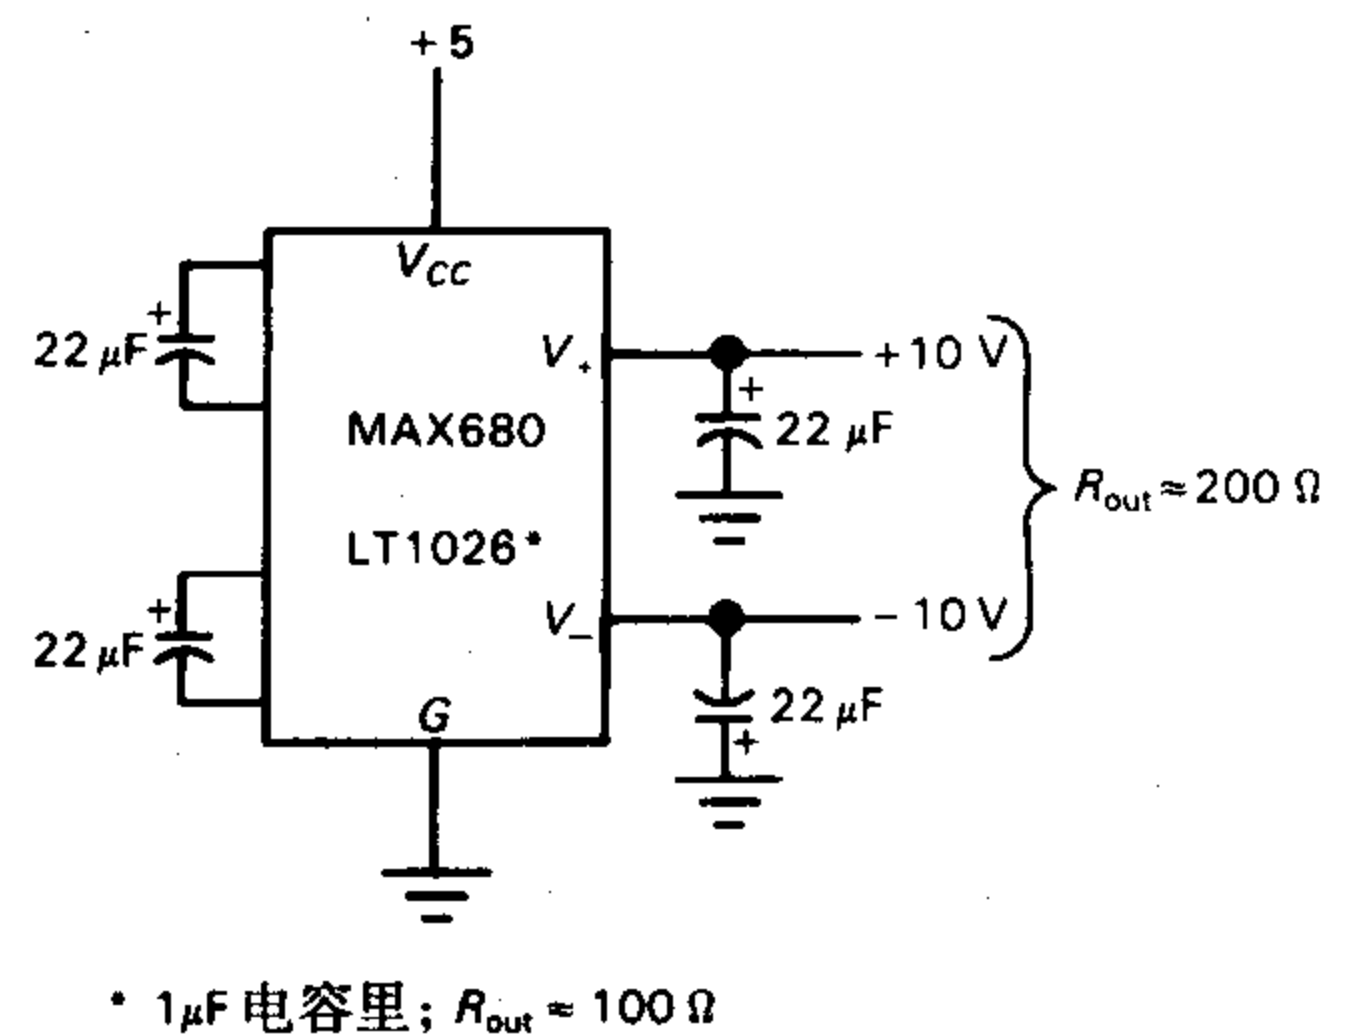 +5
V_CC
22 μF
+
V+
+10 V
+
22 μF
MAX680
R_out ≈ 200 Ω
LT1026*
+
22 μF
V−
−10 V
22 μF
+
G
* 1μF 电容里; R_out ≈ 100 Ω